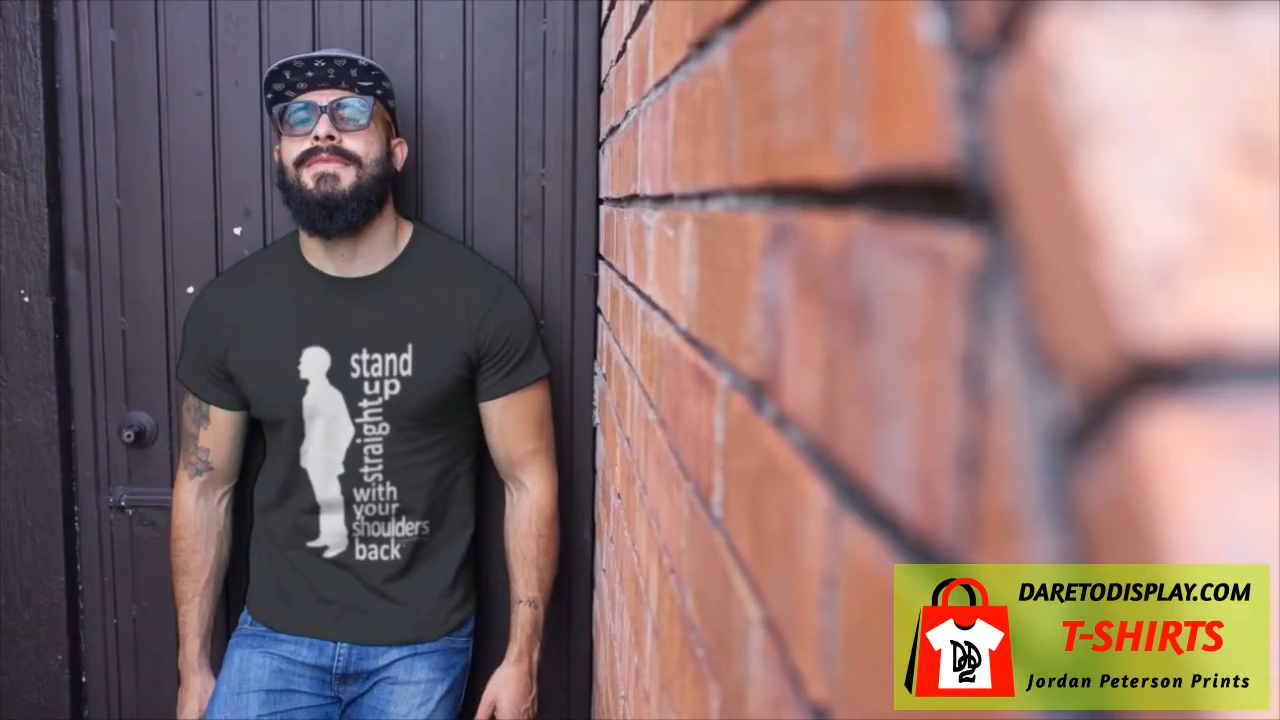 stand
up
straight
with
your
shoulders
back
DARETODISPLAY.COM
T-SHIRTS
Jordan Peterson Prints